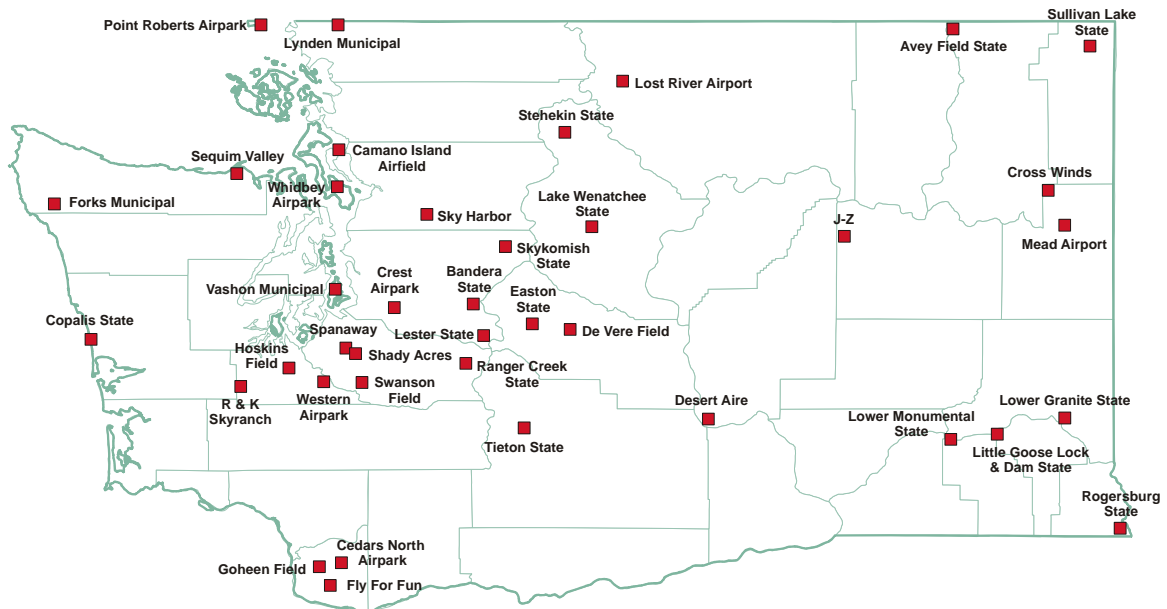 Point Roberts Airpark
Lynden Municipal
Avey Field State
Sullivan Lake
State
Lost River Airport
Stehekin State
Camano Island
Airfield
Sequim Valley
Whidbey
Airpark
Forks Municipal
Sky Harbor
Lake Wenatchee
State
Cross Winds
J-Z
Mead Airport
Skykomish
State
Vashon Municipal
Crest
Airpark
Bandera
State
Easton
State
De Vere Field
Copalis State
Spanaway
Lester State
Shady Acres
Hoskins
Field
Ranger Creek
State
R & K
Skyranch
Western
Airpark
Swanson
Field
Desert Aire
Tieton State
Lower Monumental
State
Lower Granite State
Little Goose Lock
& Dam State
Rogersburg
State
Cedars North
Airpark
Goheen Field
Fly For Fun